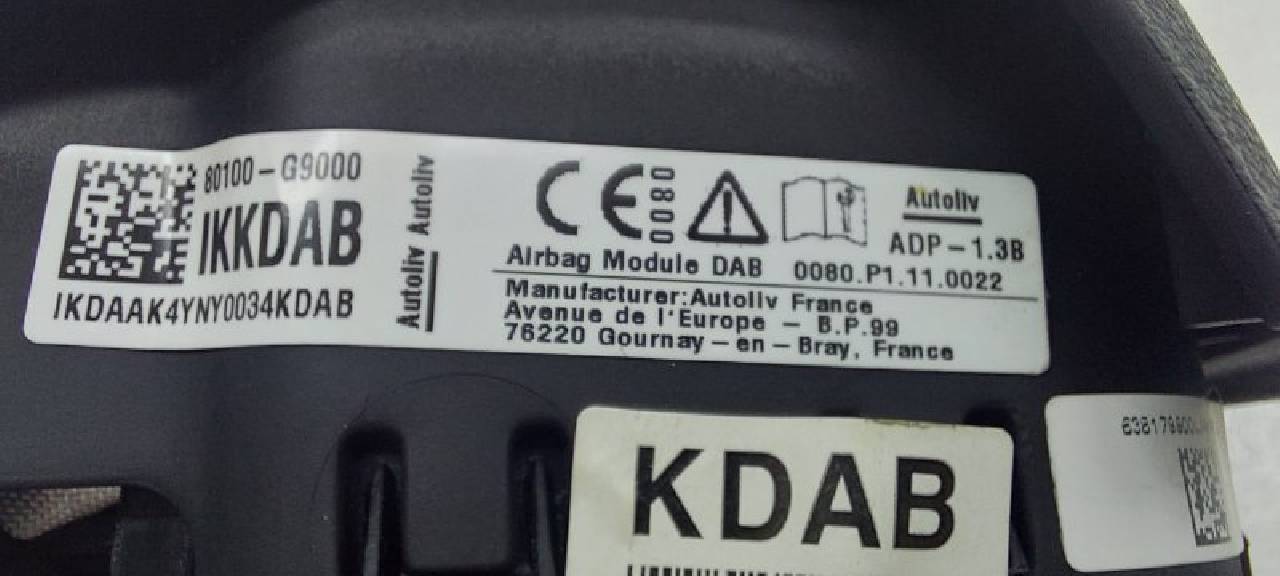 80100-G9000
IKKDAB
IKDAAK4YNY0034KDAB
Autoliv Autoliv
CE 0800
Autoliv
ADP-1.3B
Airbag Module DAB 0080.P1.11.0022
Manufacturer:Autoliv France
Avenue de l'Europe - B.P.99
76220 Gournay-en-Bray, France
KDAB